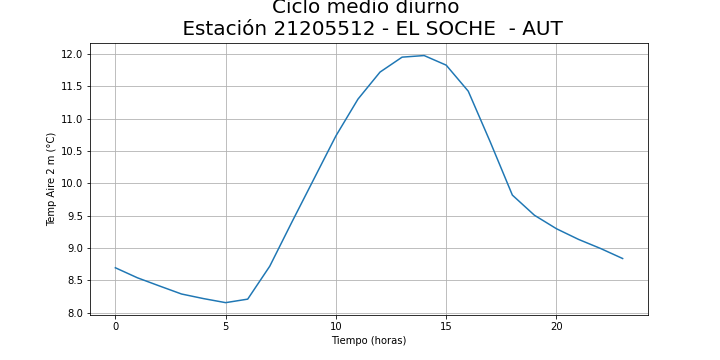 Ciclo medio diurno
Estación 21205512 - EL SOCHE  - AUT
12.0
11.5
11.0
10.5
10.0
9.5
9.0
8.5
8.0
Temp Aire 2 m (°C)
0 5 10 15 20
Tiempo (horas)